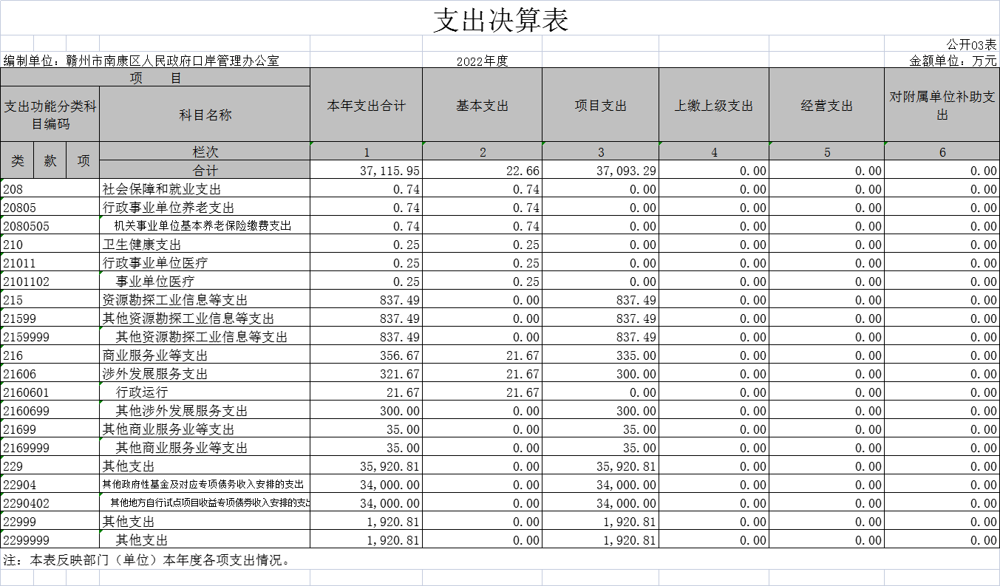 支出决算表
公开03表
编制单位：赣州市南康区人民政府口岸管理办公室 2022年度 金额单位：万元
项 目 本年支出合计 基本支出 项目支出 上缴上级支出 经营支出 对附属单位补助支出
支出功能分类科目编码 科目名称
类 款 项 栏次 1 2 3 4 5 6
合计 37,115.95 22.66 37,093.29 0.00 0.00 0.00
208 社会保障和就业支出 0.74 0.74 0.00 0.00 0.00 0.00
20805 行政事业单位养老支出 0.74 0.74 0.00 0.00 0.00 0.00
2080505 机关事业单位基本养老保险缴费支出 0.74 0.74 0.00 0.00 0.00 0.00
210 卫生健康支出 0.25 0.25 0.00 0.00 0.00 0.00
21011 行政事业单位医疗 0.25 0.25 0.00 0.00 0.00 0.00
2101102 事业单位医疗 0.25 0.25 0.00 0.00 0.00 0.00
215 资源勘探工业信息等支出 837.49 0.00 837.49 0.00 0.00 0.00
21599 其他资源勘探工业信息等支出 837.49 0.00 837.49 0.00 0.00 0.00
2159999 其他资源勘探工业信息等支出 837.49 0.00 837.49 0.00 0.00 0.00
216 商业服务业等支出 356.67 21.67 335.00 0.00 0.00 0.00
21606 涉外发展服务支出 321.67 21.67 300.00 0.00 0.00 0.00
2160601 行政运行 21.67 21.67 0.00 0.00 0.00 0.00
2160699 其他涉外发展服务支出 300.00 0.00 300.00 0.00 0.00 0.00
21699 其他商业服务业等支出 35.00 0.00 35.00 0.00 0.00 0.00
2169999 其他商业服务业等支出 35.00 0.00 35.00 0.00 0.00 0.00
229 其他支出 35,920.81 0.00 35,920.81 0.00 0.00 0.00
22904 其他政府性基金及对应专项债务收入安排的支出 34,000.00 0.00 34,000.00 0.00 0.00 0.00
2290402 其他地方自行试点项目收益专项债券收入安排的支出 34,000.00 0.00 34,000.00 0.00 0.00 0.00
22999 其他支出 1,920.81 0.00 1,920.81 0.00 0.00 0.00
2299999 其他支出 1,920.81 0.00 1,920.81 0.00 0.00 0.00
注：本表反映部门（单位）本年度各项支出情况。